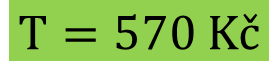 T = 570 Kč